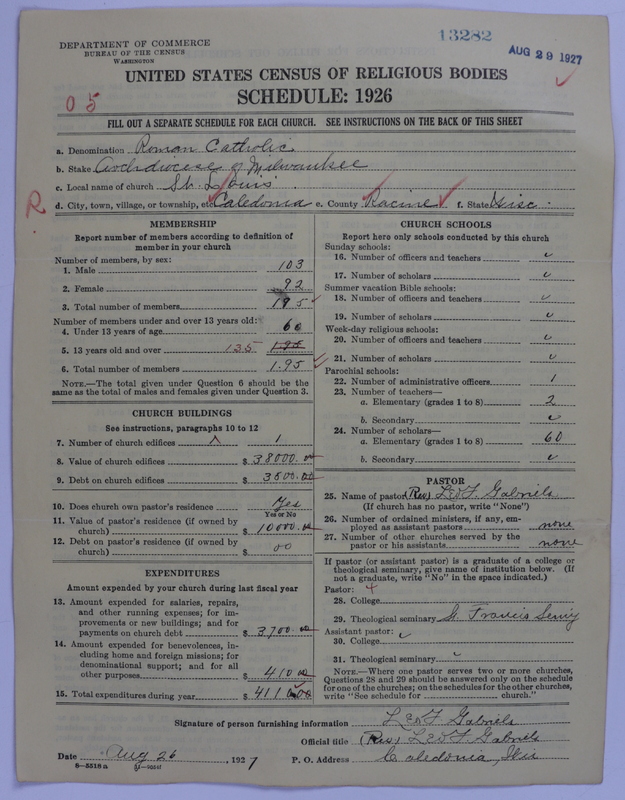 13282
AUG 29 1927
DEPARTMENT OF COMMERCE
BUREAU OF THE CENSUS
WASHINGTON
UNITED STATES CENSUS OF RELIGIOUS BODIES
SCHEDULE: 1926
0 5
FILL OUT A SEPARATE SCHEDULE FOR EACH CHURCH. SEE INSTRUCTIONS ON THE BACK OF THIS SHEET
a. Denomination Roman Catholic
b. Stake Archdiocese of Milwaukee
c. Local name of church St. Louis
d. City, town, village, or township, etc. Caledonia e. County Racine f. State Wisc.
R.
MEMBERSHIP
Report number of members according to definition of member in your church
Number of members, by sex:
1. Male 103
2. Female 92
3. Total number of members 195
Number of members under and over 13 years old:
4. Under 13 years of age 60
5. 13 years old and over 135 195
6. Total number of members 195
NOTE.—The total given under Question 6 should be the
same as the total of males and females given under Question 3.
CHURCH BUILDINGS
See instructions, paragraphs 10 to 12
7. Number of church edifices 1
8. Value of church edifices $ 38000.00
9. Debt on church edifices $ 3500.00
10. Does church own pastor's residence? Yes
Yes or No
11. Value of pastor's residence (if owned by
church) $ 10000.00
12. Debt on pastor's residence (if owned by
church) $ 00
EXPENDITURES
Amount expended by your church during last fiscal year
13. Amount expended for salaries, repairs,
and other running expenses; for im-
provements or new buildings; and for
payments on church debt $ 3700.00
14. Amount expended for benevolences, in-
cluding home and foreign missions; for
denominational support; and for all
other purposes $ 410.00
15. Total expenditures during year $ 4110.00
CHURCH SCHOOLS
Report here only schools conducted by this church
Sunday schools:
16. Number of officers and teachers
17. Number of scholars
Summer vacation Bible schools:
18. Number of officers and teachers
19. Number of scholars
Week-day religious schools:
20. Number of officers and teachers
21. Number of scholars
Parochial schools:
22. Number of administrative officers 1
23. Number of teachers—
a. Elementary (grades 1 to 8) 2
b. Secondary
24. Number of scholars—
a. Elementary (grades 1 to 8) 60
b. Secondary
PASTOR
25. Name of pastor (Rev) Leo F. Gabriels
(If church has no pastor, write "None")
26. Number of ordained ministers, if any, em-
ployed as assistant pastors none
27. Number of other churches served by the
pastor or his assistants none
If pastor (or assistant pastor) is a graduate of a college or
theological seminary, give name of institution below. (If
not a graduate, write "No" in the space indicated.)
Pastor:
28. College
29. Theological seminary St. Francis Seminary
Assistant pastor:
30. College
31. Theological seminary
NOTE.—Where one pastor serves two or more churches,
Questions 28 and 29 should be answered only on the schedule
for one of the churches; on the schedules for the other churches,
write "See schedule for church."
Signature of person furnishing information Leo F Gabriels
Official title (Rev) Leo F. Gabriels
Date Aug 26, 1927 P. O. Address Caledonia, Wis
8—5518a